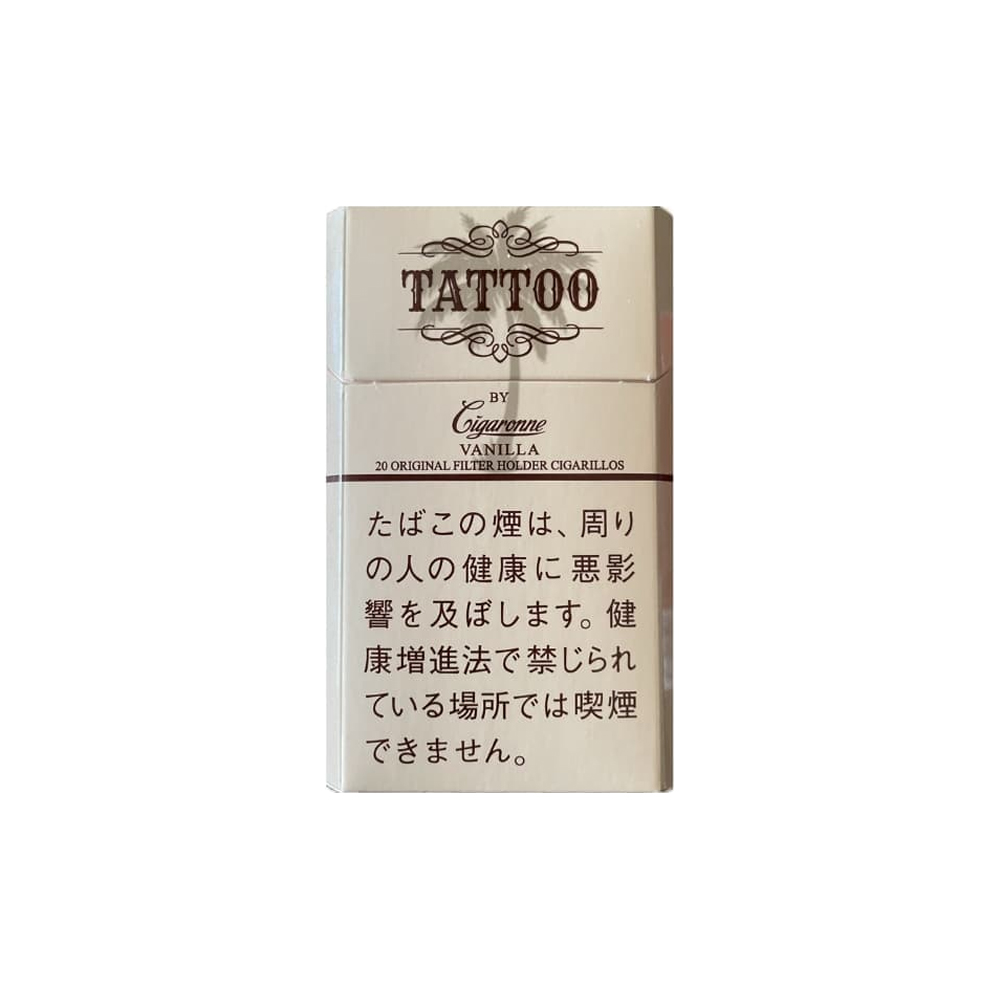 TATTOO
BY
Cigaronne
VANILLA
20 ORIGINAL FILTER HOLDER CIGARILLOS
たばこの煙は、周り
の人の健康に悪影
響を及ぼします。健
康増進法で禁じられ
ている場所では喫煙
できません。